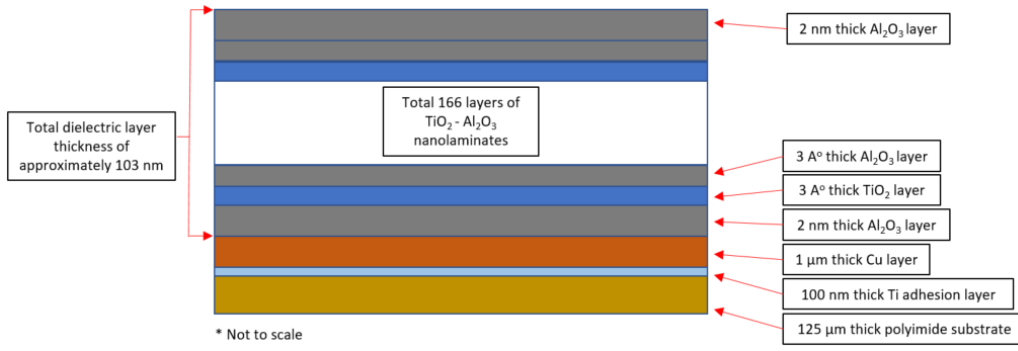 2 nm thick Al₂O₃ layer
Total 166 layers of
TiO₂ - Al₂O₃
nanolaminates
Total dielectric layer
thickness of
approximately 103 nm
3 Aᵒ thick Al₂O₃ layer
3 Aᵒ thick TiO₂ layer
2 nm thick Al₂O₃ layer
1 µm thick Cu layer
100 nm thick Ti adhesion layer
125 µm thick polyimide substrate
* Not to scale